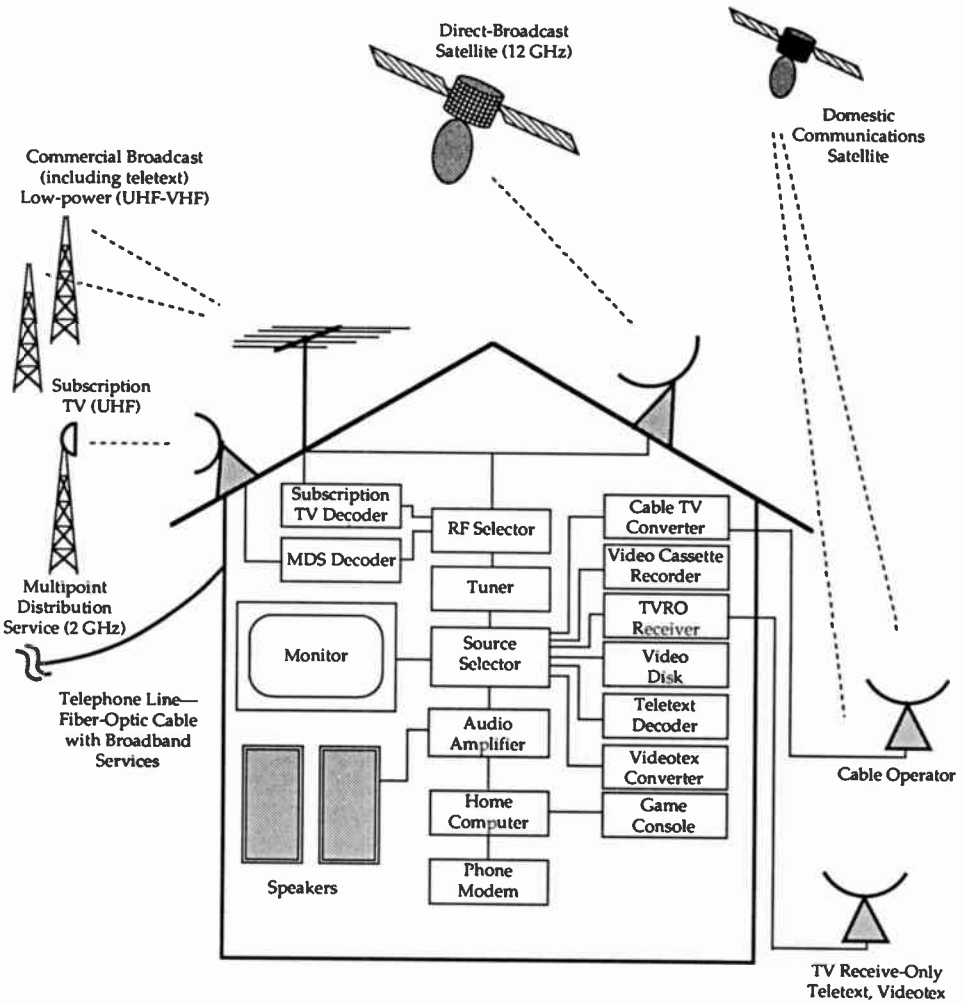 Direct-Broadcast
Satellite (12 GHz)
Domestic
Communications
Satellite
Commercial Broadcast
(including teletext)
Low-power (UHF-VHF)
Subscription
TV (UHF)
Multipoint
Distribution
Service (2 GHz)
Telephone Line—
Fiber-Optic Cable
with Broadband
Services
Subscription
TV Decoder
MDS Decoder
RF Selector
Tuner
Monitor
Source
Selector
Audio
Amplifier
Home
Computer
Phone
Modem
Speakers
Cable TV
Converter
Video Cassette
Recorder
TVRO
Receiver
Video
Disk
Teletext
Decoder
Videotex
Converter
Game
Console
Cable Operator
TV Receive-Only
Teletext, Videotex